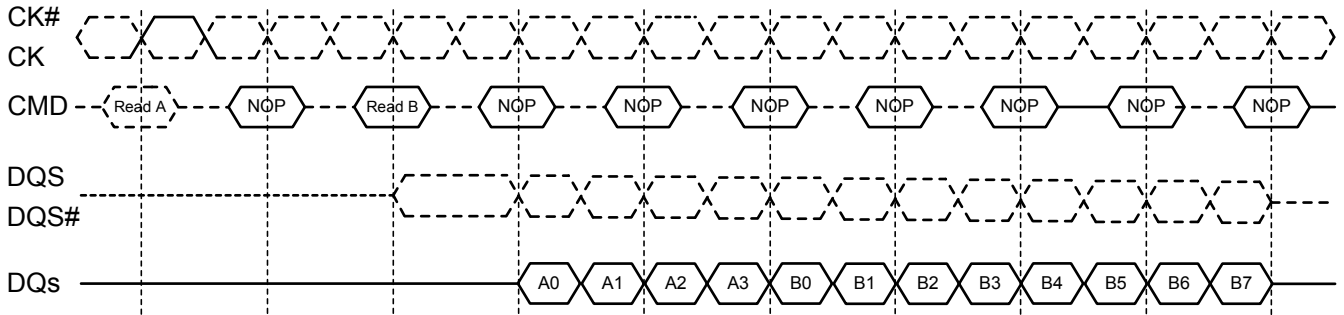 CK#
CK
CMD Read A NOP Read B NOP NOP NOP NOP NOP NOP NOP
DQS
DQS#
DQs A0 A1 A2 A3 B0 B1 B2 B3 B4 B5 B6 B7